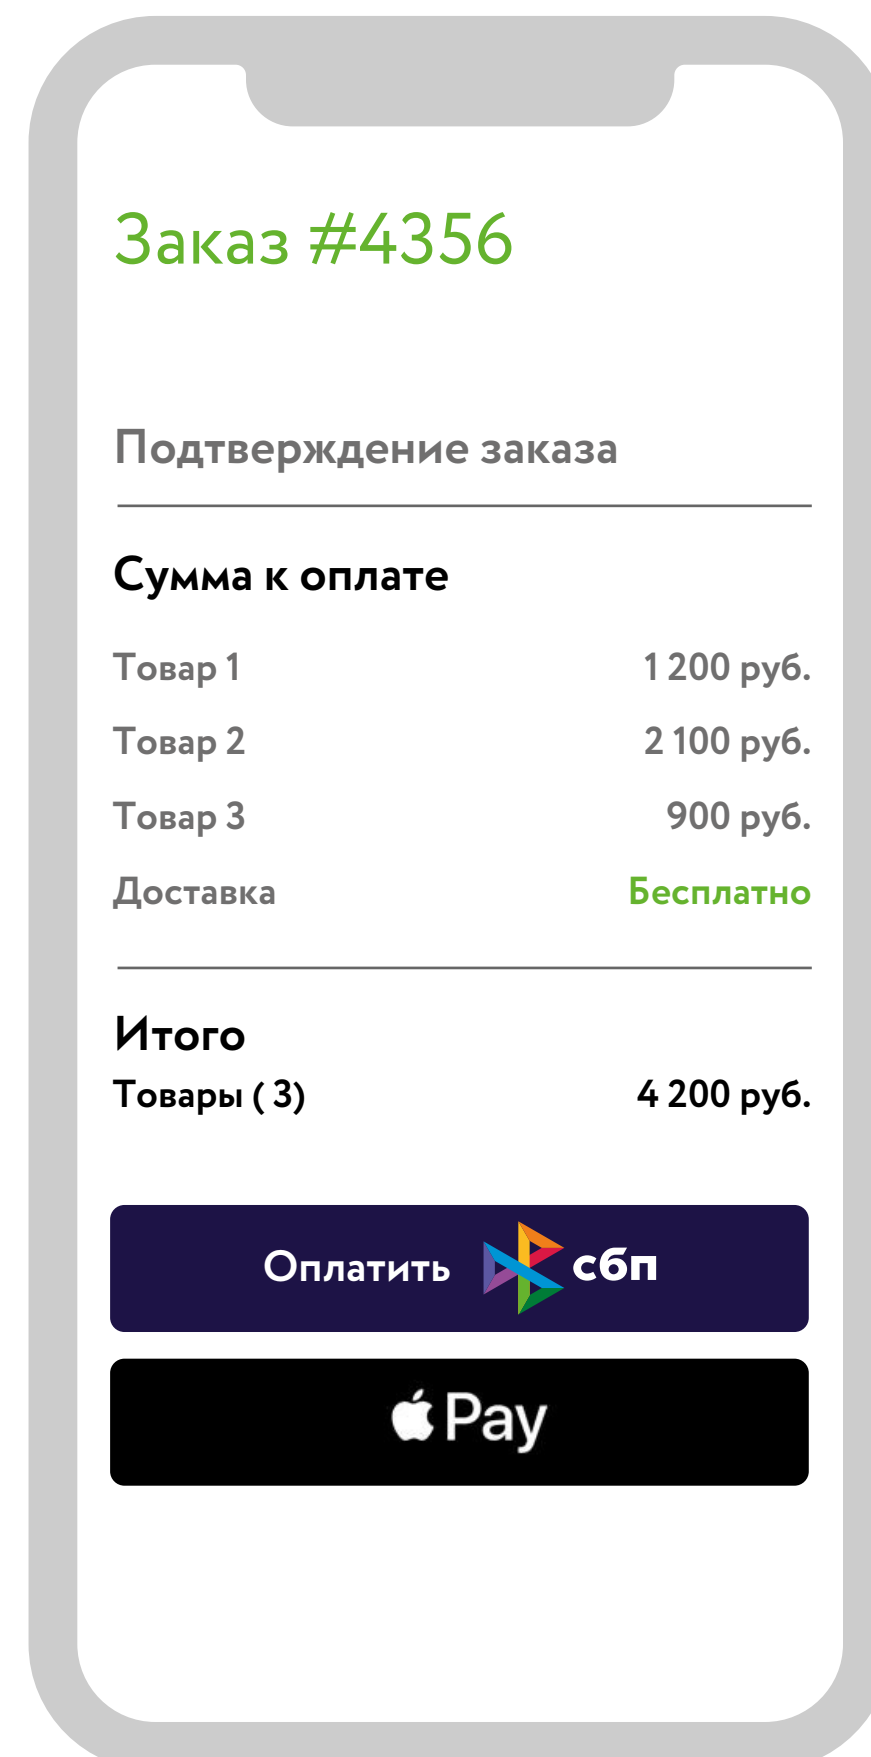 Заказ #4356
Подтверждение заказа
Сумма к оплате
Товар 1 1 200 руб.
Товар 2 2 100 руб.
Товар 3 900 руб.
Доставка Бесплатно
Итого
Товары ( 3) 4 200 руб.
Оплатить сбп
Pay